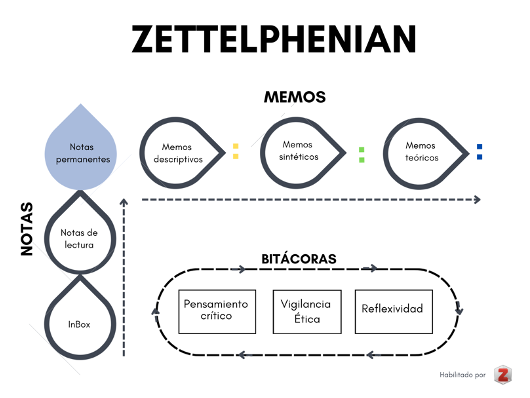 ZETTELPHENIAN
MEMOS
Notas
permanentes
Memos
descriptivos
Memos
sintéticos
Memos
teóricos
NOTAS
Notas de
lectura
InBox
BITÁCORAS
Pensamiento
crítico
Vigilancia
Ética
Reflexividad
Habilitado por
Z